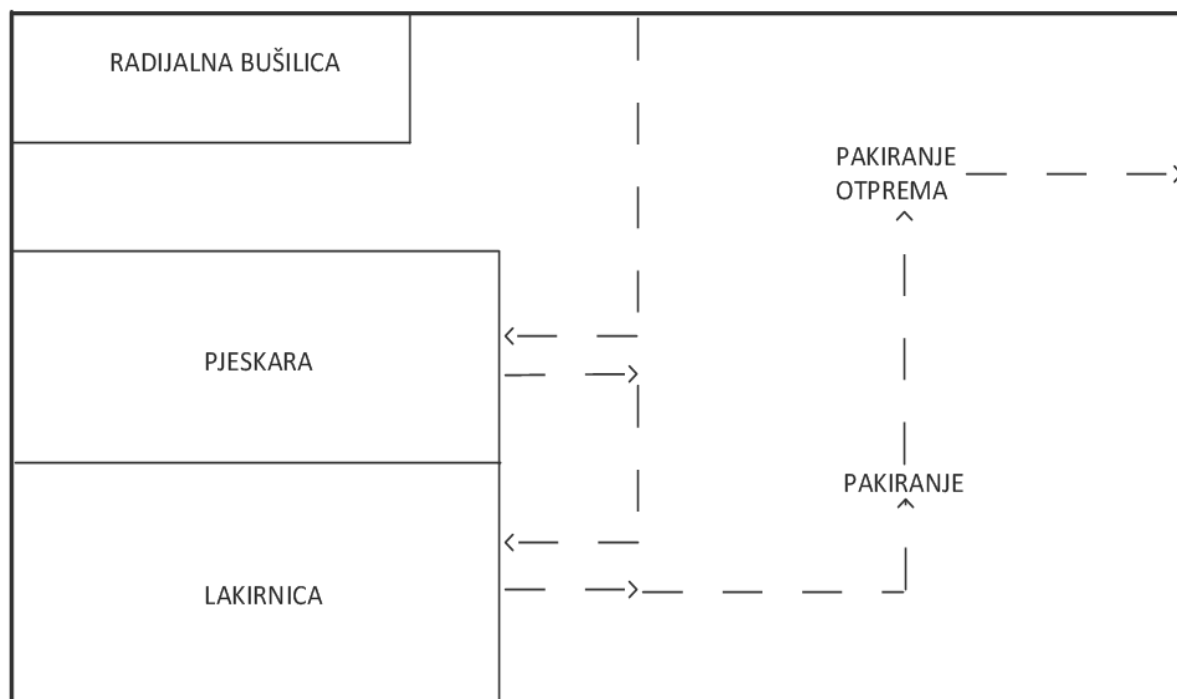 RADIJALNA BUŠILICA
PAKIRANJE
OTPREMA
PJESKARA
PAKIRANJE
LAKIRNICA